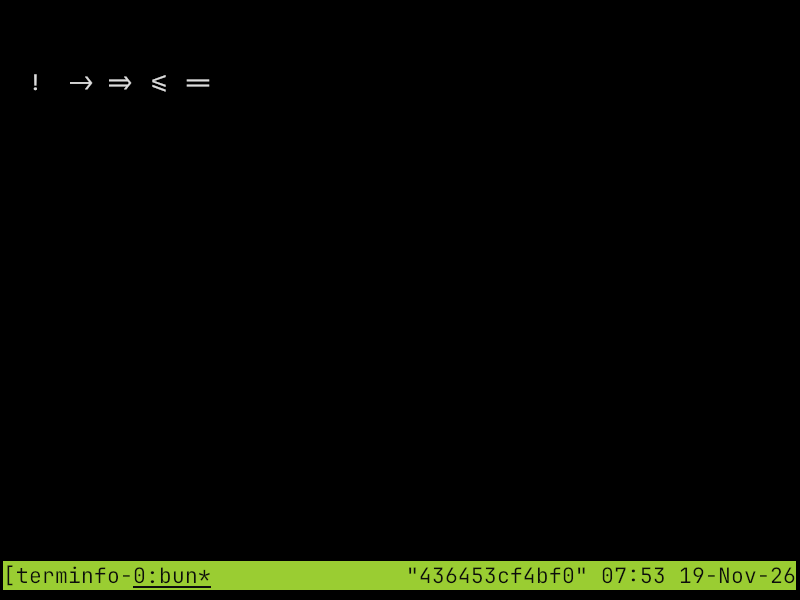 !  -> => <= ==
[terminfo-0:bun* "436453cf4bf0" 07:53 19-Nov-26